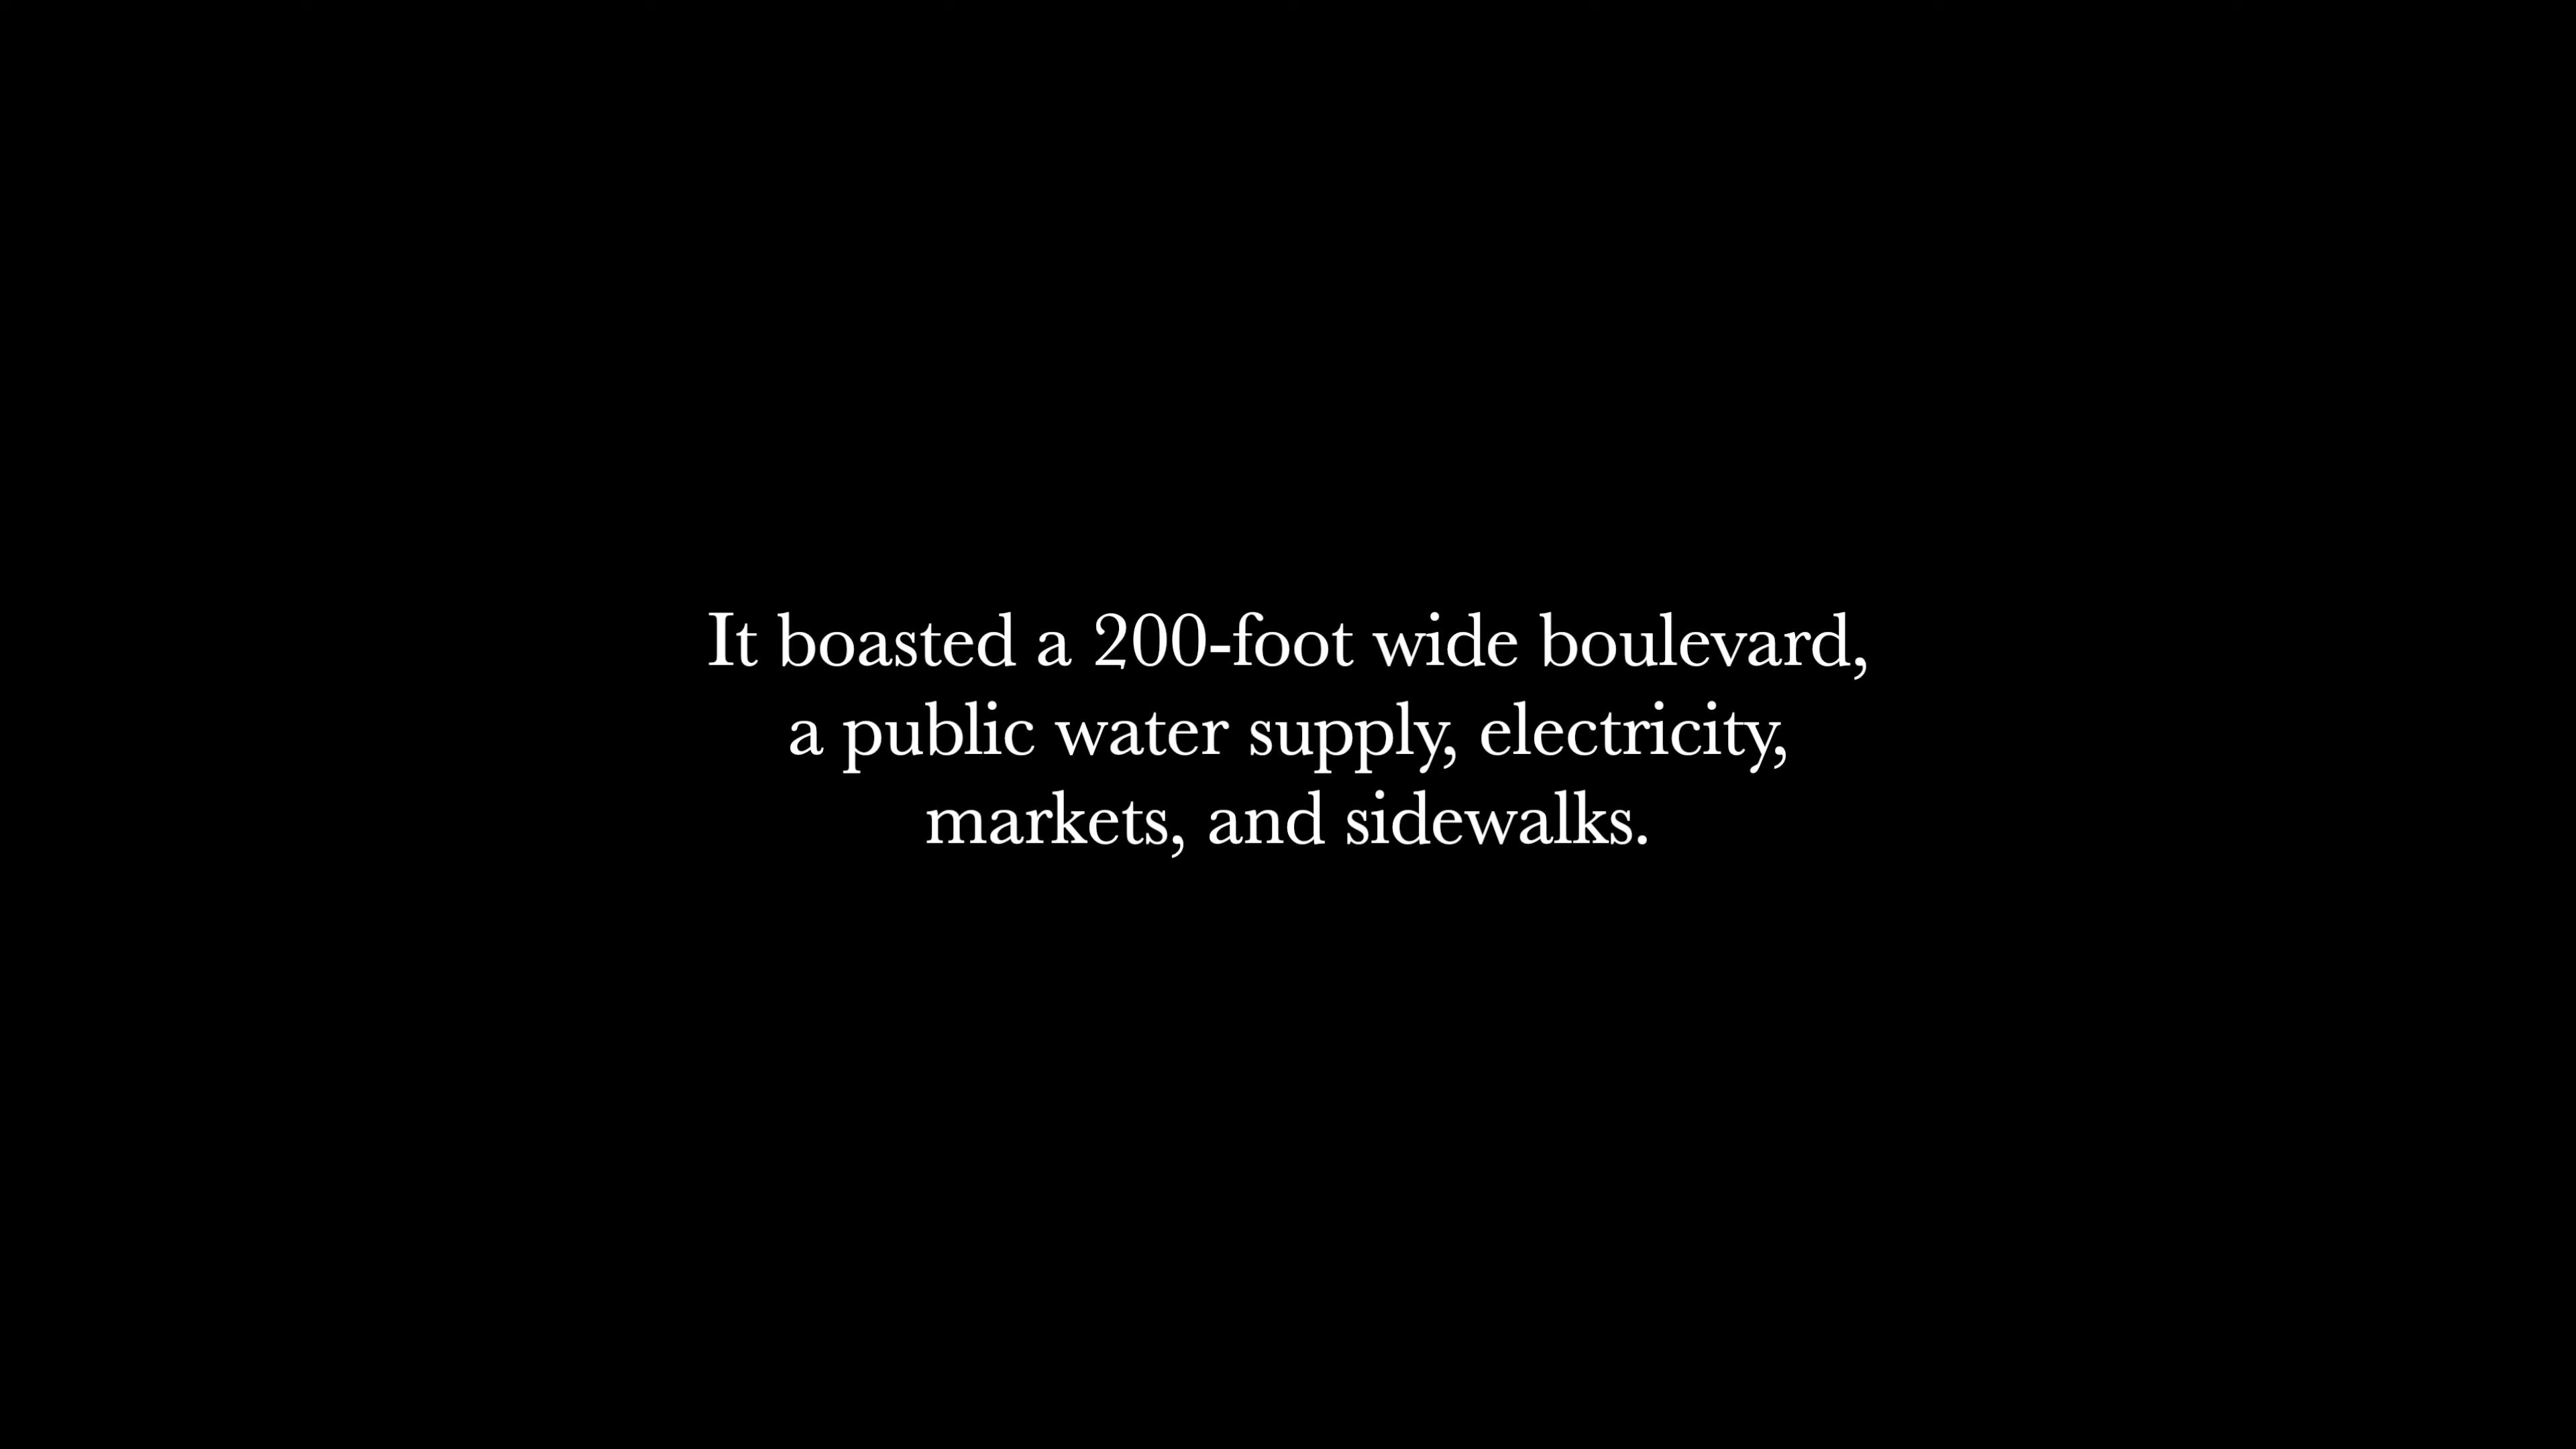 It boasted a 200-foot wide boulevard,
a public water supply, electricity,
markets, and sidewalks.